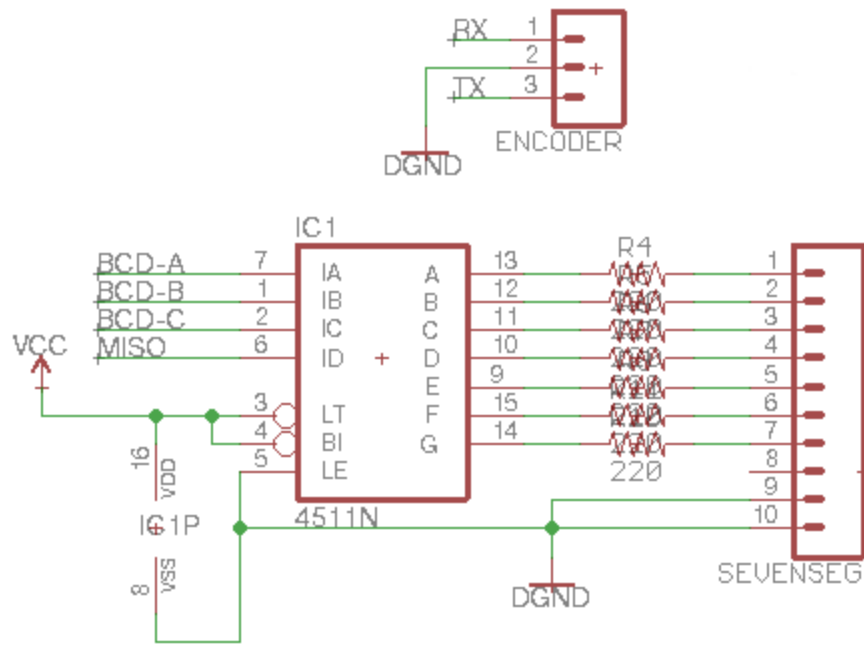 RX 1
2
TX 3
ENCODER
DGND
IC1
R4
BCD-A 7 IA A 13 1
BCD-B 1 IB B 12 2
BCD-C 2 IC C 11 3
VCC MISO 6 ID D 10 4
E 9 5
3 LT F 15 6
4 BI G 14 7
5 LE 220 8
16 VDD 9
IC1P 4511N 10
8 VSS DGND SEVENSEG